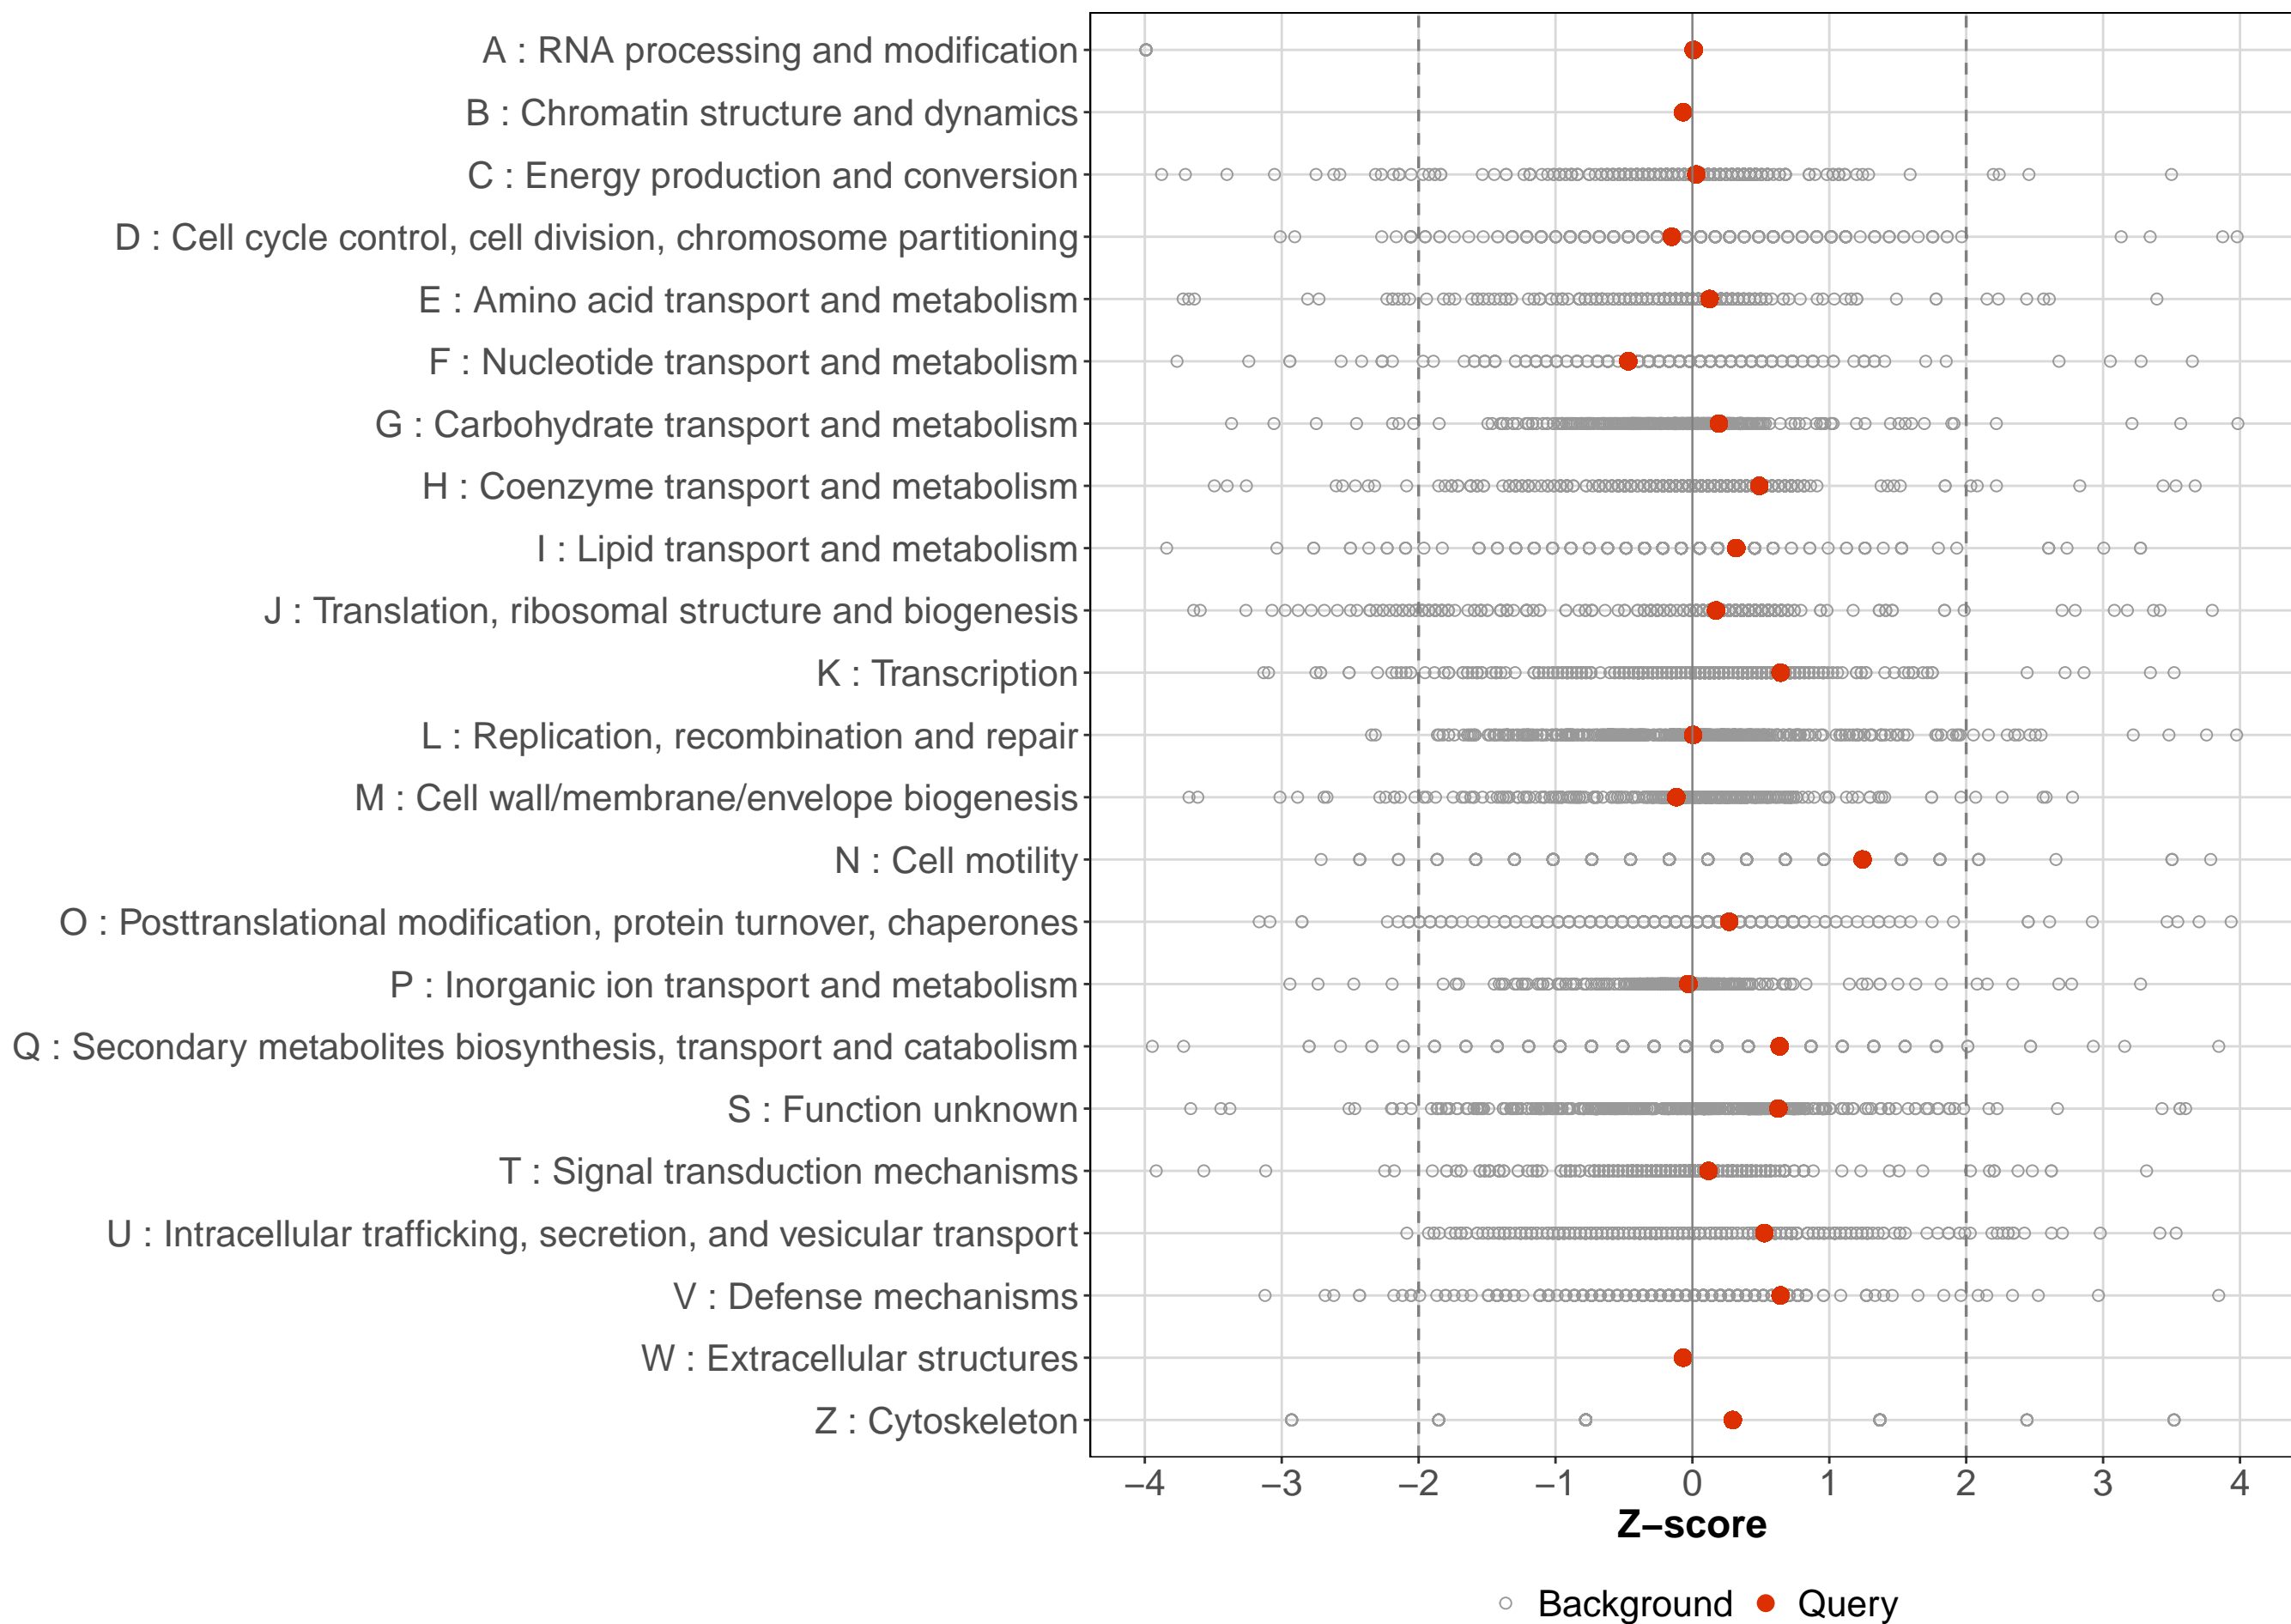 A : RNA processing and modification
B : Chromatin structure and dynamics
C : Energy production and conversion
D : Cell cycle control, cell division, chromosome partitioning
E : Amino acid transport and metabolism
F : Nucleotide transport and metabolism
G : Carbohydrate transport and metabolism
H : Coenzyme transport and metabolism
I : Lipid transport and metabolism
J : Translation, ribosomal structure and biogenesis
K : Transcription
L : Replication, recombination and repair
M : Cell wall/membrane/envelope biogenesis
N : Cell motility
O : Posttranslational modification, protein turnover, chaperones
P : Inorganic ion transport and metabolism
Q : Secondary metabolites biosynthesis, transport and catabolism
S : Function unknown
T : Signal transduction mechanisms
U : Intracellular trafficking, secretion, and vesicular transport
V : Defense mechanisms
W : Extracellular structures
Z : Cytoskeleton
−4 −3 −2 −1 0 1 2 3 4
Z−score
Background Query